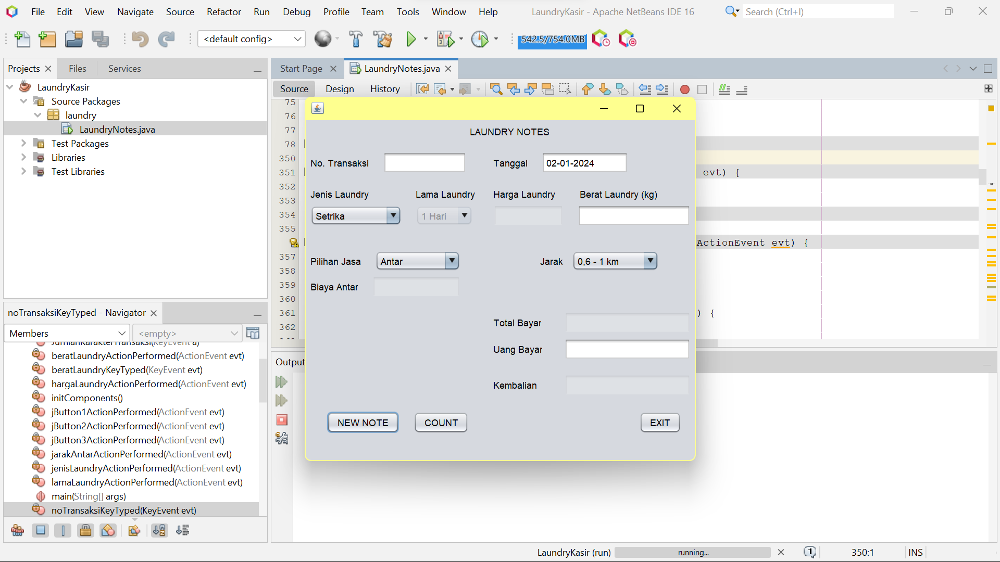 File Edit View Navigate Source Refactor Run Debug Profile Team Tools Window Help
LaundryKasir - Apache NetBeans IDE 16
Search (Ctrl+I)
<default config>
542.5/754.0MB
Projects Files Services
Start Page LaundryNotes.java
LaundryKasir
Source Packages
laundry
LaundryNotes.java
Test Packages
Libraries
Test Libraries
Source Design History
75
76
77
78
350
351 evt) {
352
353
354
355
ActionEvent evt) {
357
358
359
360
361 ) {
362
LAUNDRY NOTES
No. Transaksi
Tanggal 02-01-2024
Jenis Laundry Lama Laundry Harga Laundry Berat Laundry (kg)
Setrika 1 Hari
Pilihan Jasa Antar Jarak 0,6 - 1 km
Biaya Antar
Total Bayar
Uang Bayar
Kembalian
NEW NOTE COUNT EXIT
noTransaksiKeyTyped - Navigator
Members <empty>
beratLaundryActionPerformed(ActionEvent evt)
beratLaundryKeyTyped(KeyEvent evt)
hargaLaundryActionPerformed(ActionEvent evt)
initComponents()
jButton1ActionPerformed(ActionEvent evt)
jButton2ActionPerformed(ActionEvent evt)
jButton3ActionPerformed(ActionEvent evt)
jarakAntarActionPerformed(ActionEvent evt)
jenisLaundryActionPerformed(ActionEvent evt)
lamaLaundryActionPerformed(ActionEvent evt)
main(String[] args)
noTransaksiKeyTyped(KeyEvent evt)
Output
LaundryKasir (run) running... 1 350:1 INS